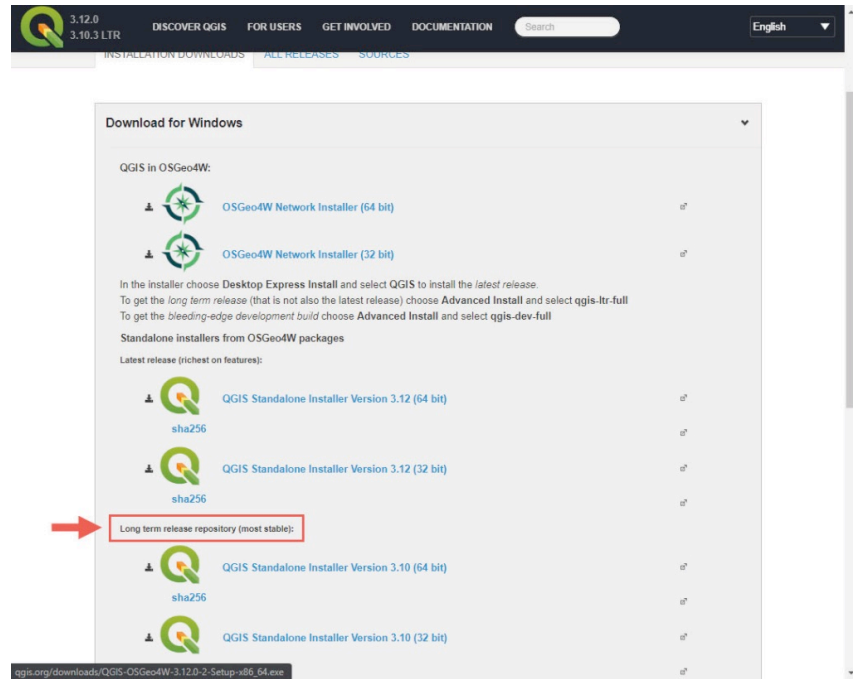 3.12.0
3.10.3 LTR
DISCOVER QGIS FOR USERS GET INVOLVED DOCUMENTATION Search English
INSTALLATION DOWNLOADS ALL RELEASES SOURCES
Download for Windows
QGIS in OSGeo4W:
OSGeo4W Network Installer (64 bit)
OSGeo4W Network Installer (32 bit)
In the installer choose Desktop Express Install and select QGIS to install the latest release.
To get the long term release (that is not also the latest release) choose Advanced Install and select qgis-ltr-full
To get the bleeding-edge development build choose Advanced Install and select qgis-dev-full
Standalone installers from OSGeo4W packages
Latest release (richest on features):
QGIS Standalone Installer Version 3.12 (64 bit)
sha256
QGIS Standalone Installer Version 3.12 (32 bit)
sha256
Long term release repository (most stable):
QGIS Standalone Installer Version 3.10 (64 bit)
sha256
QGIS Standalone Installer Version 3.10 (32 bit)
qgis.org/downloads/QGIS-OSGeo4W-3.12.0-2-Setup-x86_64.exe